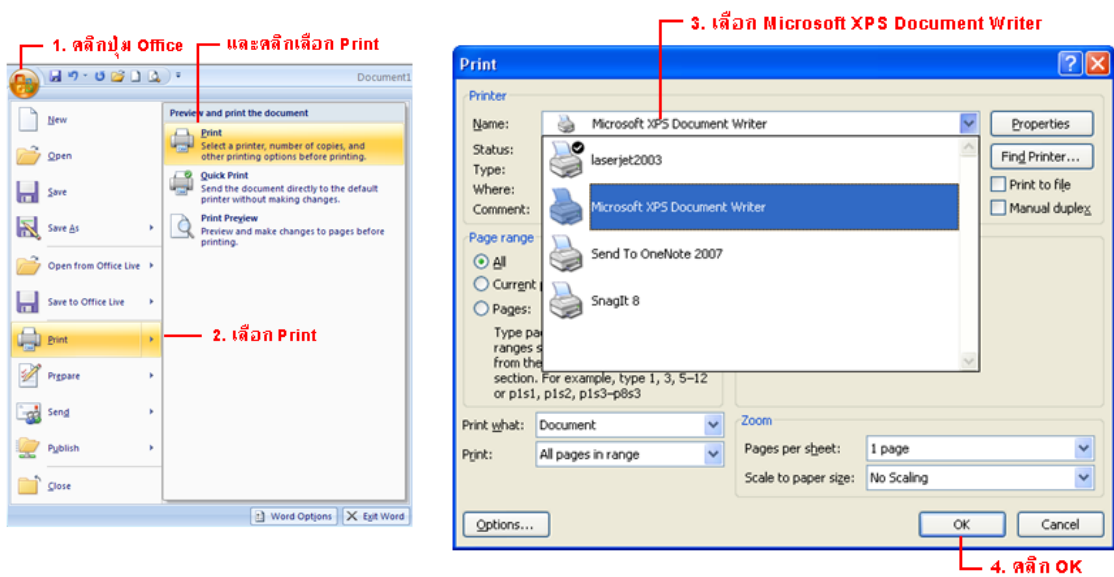 3. เลือก Microsoft XPS Document Writer
1. คลิกปุ่ม Office
และคลิกเลือก Print
Document1
New
Open
Save
Save As
Open from Office Live
Save to Office Live
Print
Prepare
Send
Publish
Close
Preview and print the document
Print
Select a printer, number of copies, and
other printing options before printing.
Quick Print
Send the document directly to the default
printer without making changes.
Print Preview
Preview and make changes to pages before
printing.
2. เลือก Print
Word Options
Exit Word
Print
Printer
Name:
Microsoft XPS Document Writer
Properties
Status:
Type:
Where:
Comment:
laserjet2003
Microsoft XPS Document Writer
Send To OneNote 2007
SnagIt 8
Find Printer...
Print to file
Manual duplex
Page range
All
Current
Pages:
Type
ranges
from the
section. For example, type 1, 3, 5–12
or p1s1, p1s2, p1s3–p8s3
Print what:
Document
Print:
All pages in range
Zoom
Pages per sheet:
1 page
Scale to paper size:
No Scaling
Options...
OK
Cancel
4. คลิก OK